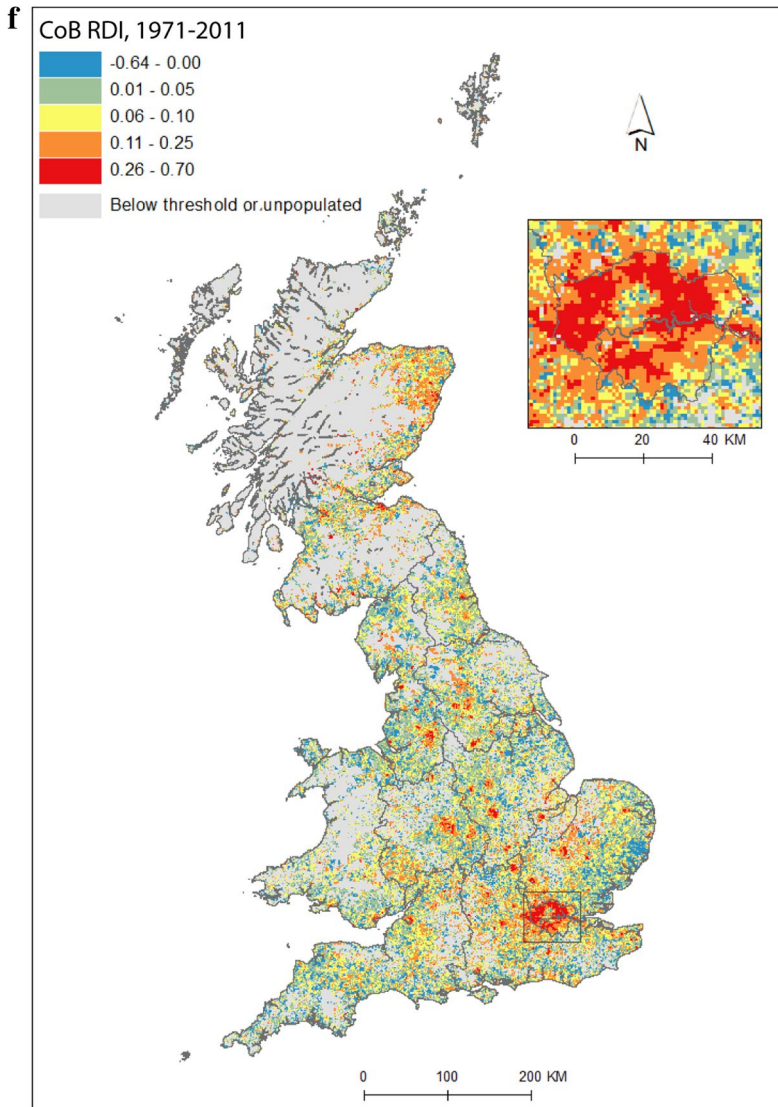 f
CoB RDI, 1971-2011
-0.64 - 0.00
0.01 - 0.05
0.06 - 0.10
0.11 - 0.25
0.26 - 0.70
Below threshold or.unpopulated
N
0 20 40 KM
0 100 200 KM